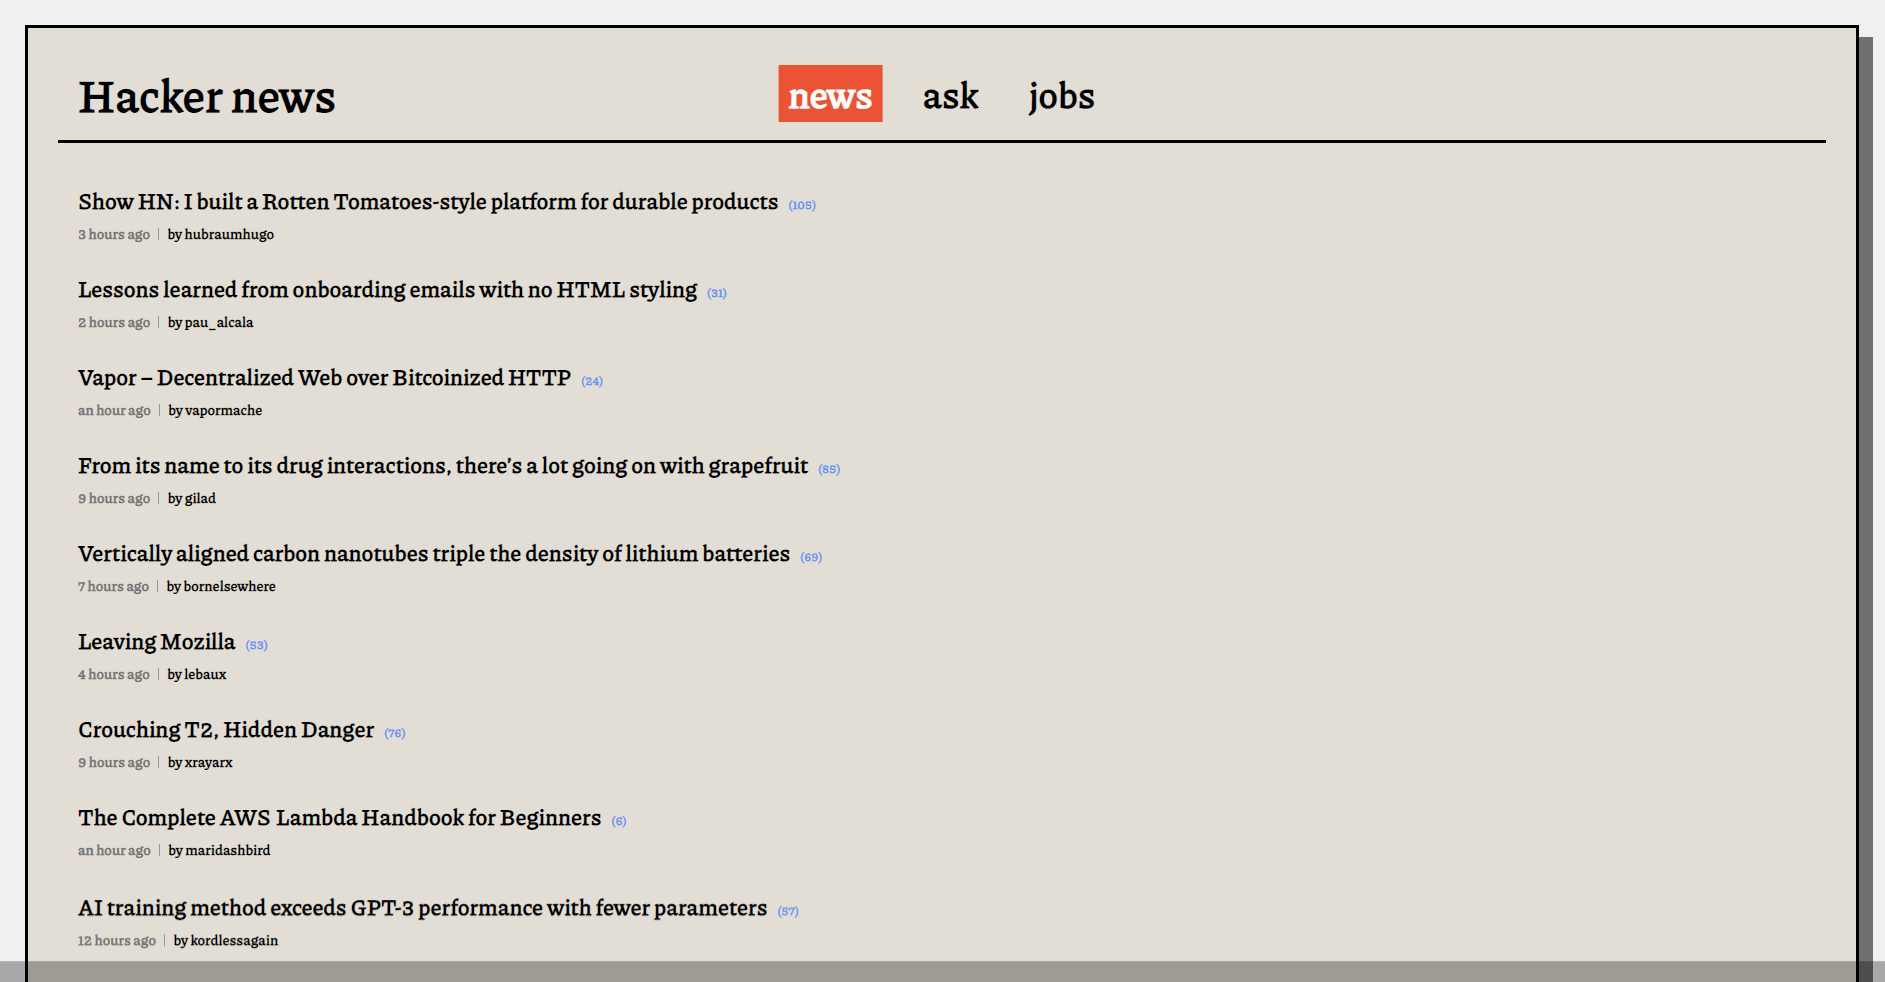 Hacker news
news ask jobs
Show HN: I built a Rotten Tomatoes-style platform for durable products (105)
3 hours ago | by hubraumhugo
Lessons learned from onboarding emails with no HTML styling (31)
2 hours ago | by pau_alcala
Vapor – Decentralized Web over Bitcoinized HTTP (24)
an hour ago | by vapormache
From its name to its drug interactions, there’s a lot going on with grapefruit (85)
9 hours ago | by gilad
Vertically aligned carbon nanotubes triple the density of lithium batteries (69)
7 hours ago | by bornelsewhere
Leaving Mozilla (53)
4 hours ago | by lebaux
Crouching T2, Hidden Danger (76)
9 hours ago | by xrayarx
The Complete AWS Lambda Handbook for Beginners (6)
an hour ago | by maridashbird
AI training method exceeds GPT-3 performance with fewer parameters (57)
12 hours ago | by kordlessagain